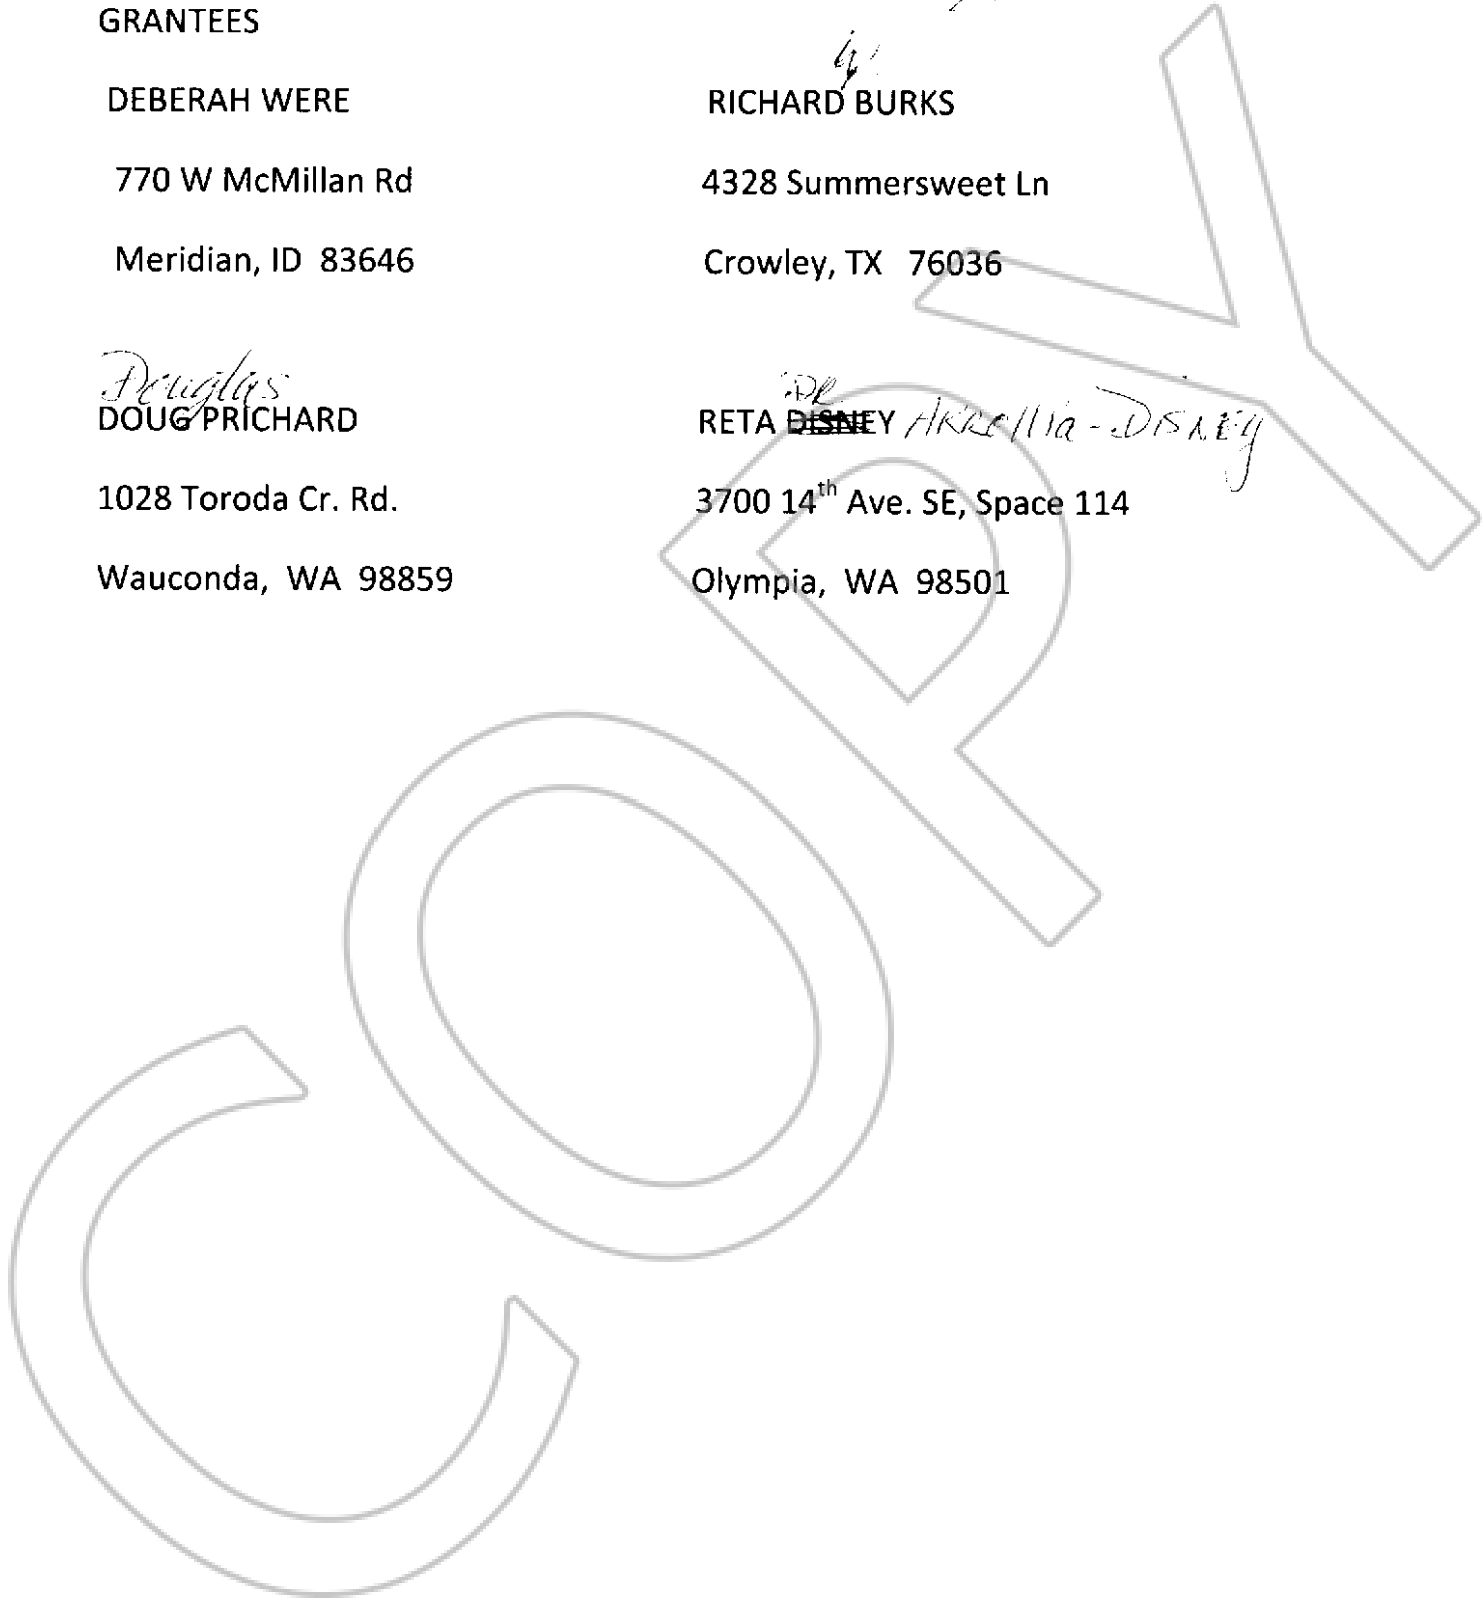 GRANTEES
DEBERAH WERE
770 W McMillan Rd
Meridian, ID 83646
W
RICHARD BURKS
4328 Summersweet Ln
Crowley, TX 76036
Douglas
DOUG PRICHARD
1028 Toroda Cr. Rd.
Wauconda, WA 98859
RETA DISNEY - Disney
3700 14th Ave. SE, Space 114
Olympia, WA 98501
COPY